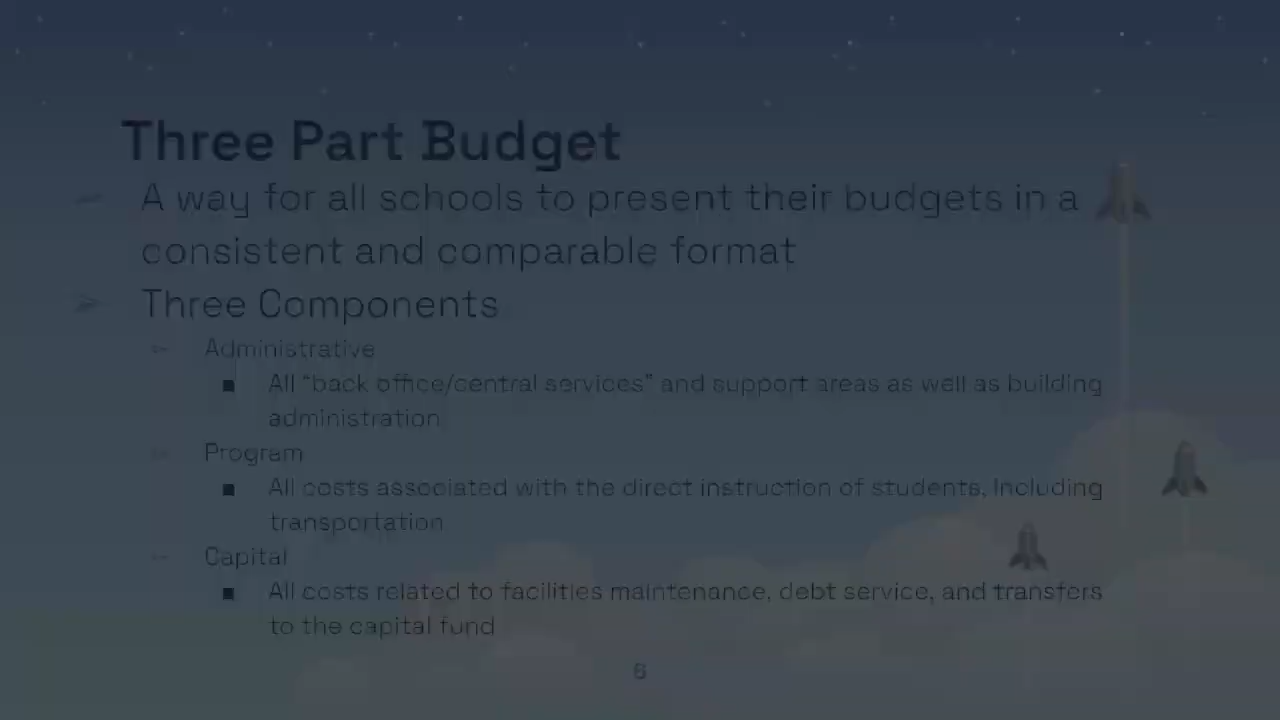 Three Part Budget
➢ A way for all schools to present their budgets in a
consistent and comparable format
➢ Three Components
➢ Administrative
■ All “back office/central services” and support areas as well as building
administration
➢ Program
■ All costs associated with the direct instruction of students, including
transportation
➢ Capital
■ All costs related to facilities maintenance, debt service, and transfers
to the capital fund
6